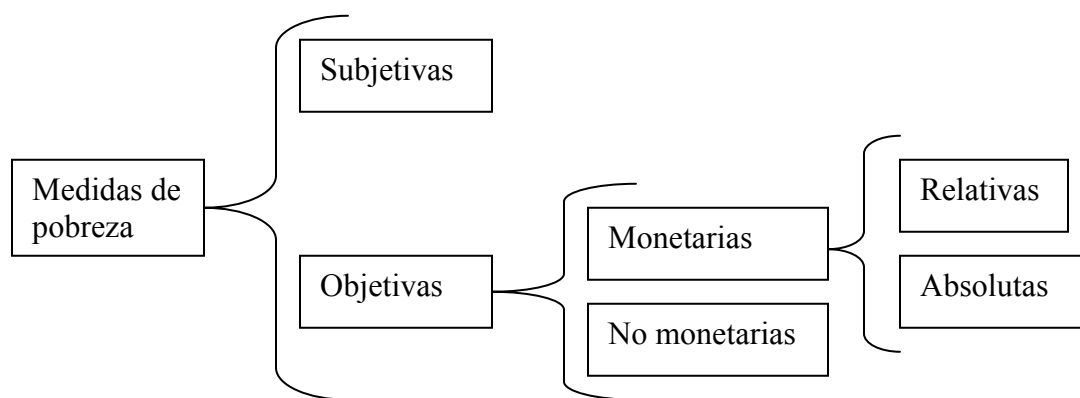 Medidas de
pobreza
Subjetivas
Objetivas
Monetarias
No monetarias
Relativas
Absolutas